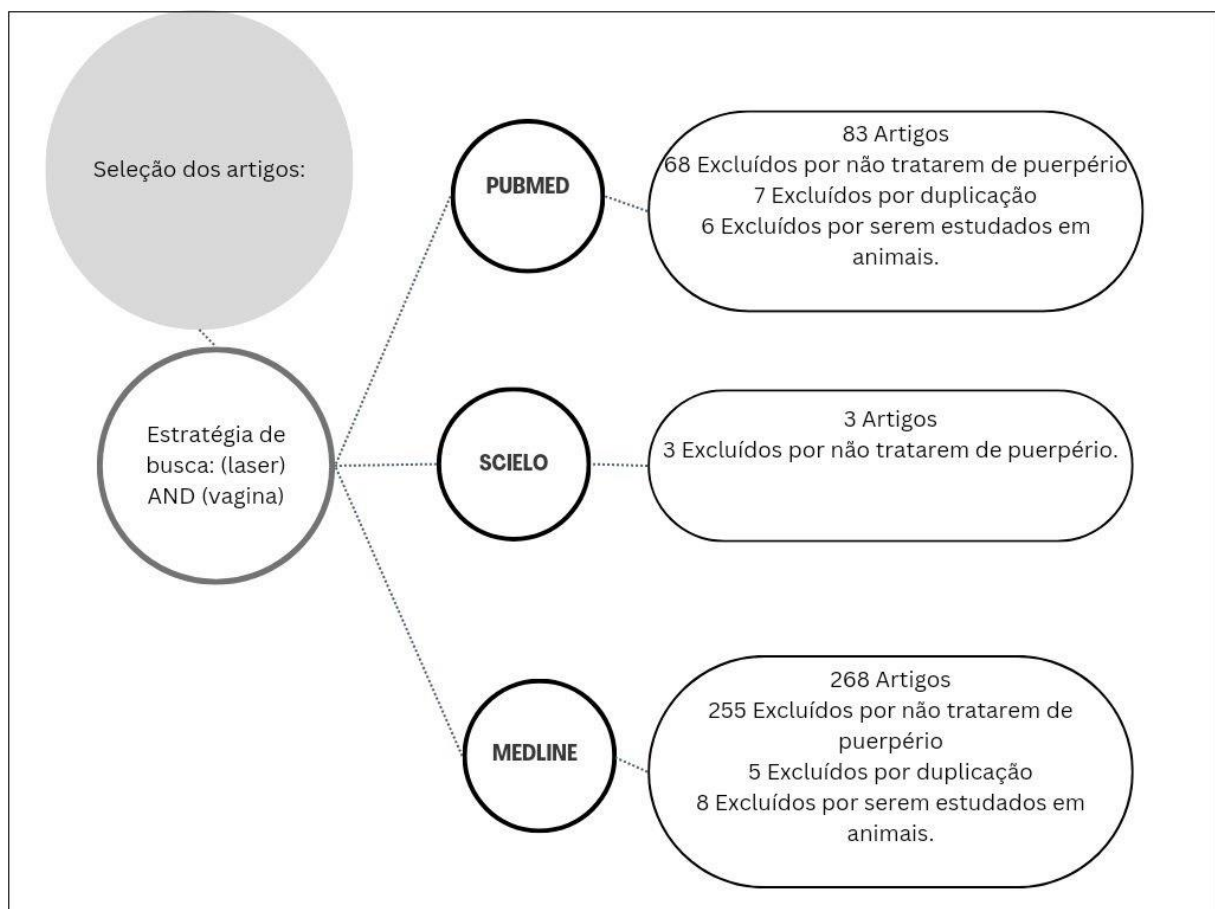 Seleção dos artigos:
Estratégia de
busca: (laser)
AND (vagina)
PUBMED
83 Artigos
68 Excluídos por não tratarem de puerpério
7 Excluídos por duplicação
6 Excluídos por serem estudados em
animais.
SCIELO
3 Artigos
3 Excluídos por não tratarem de puerpério.
MEDLINE
268 Artigos
255 Excluídos por não tratarem de
puerpério
5 Excluídos por duplicação
8 Excluídos por serem estudados em
animais.